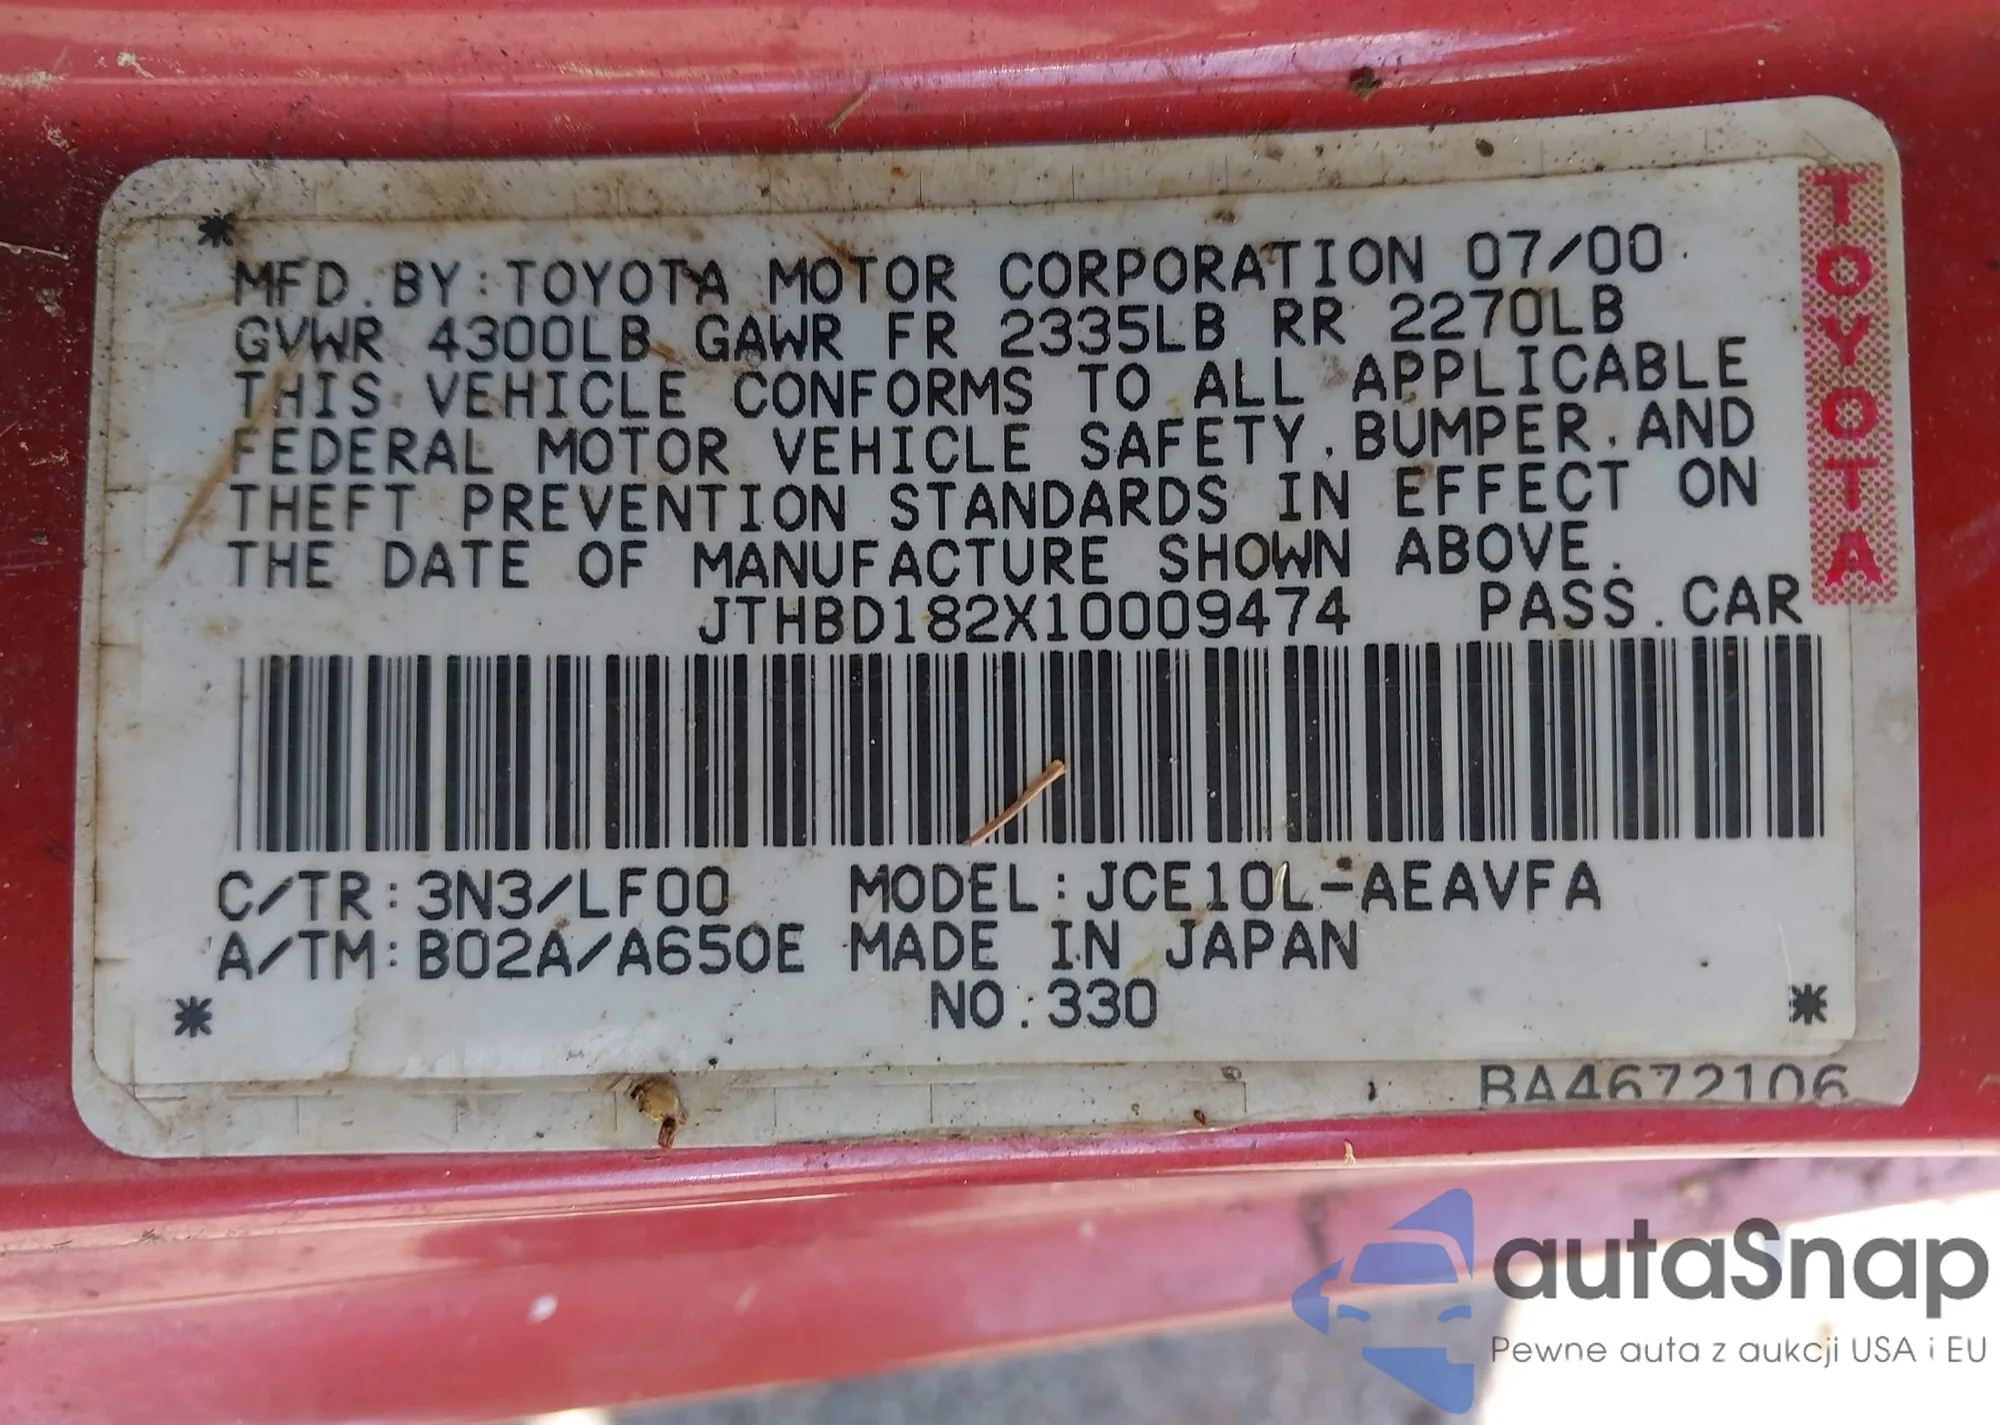 MFD. BY: TOYOTA MOTOR CORPORATION 07/00
GVWR 4300LB GAWR FR 2335LB RR 2270LB
THIS VEHICLE CONFORMS TO ALL APPLICABLE
FEDERAL MOTOR VEHICLE SAFETY, BUMPER, AND
THEFT PREVENTION STANDARDS IN EFFECT ON
THE DATE OF MANUFACTURE SHOWN ABOVE.
JTHBD182X10009474 PASS. CAR
TOYOTA
C/TR: 3N3/LF00 MODEL: JCE10L-AEAVFA
A/TM: B02A/A650E MADE IN JAPAN
NO. 330
BA4672106
autaSnap
Pewne auta z aukcji USA i EU